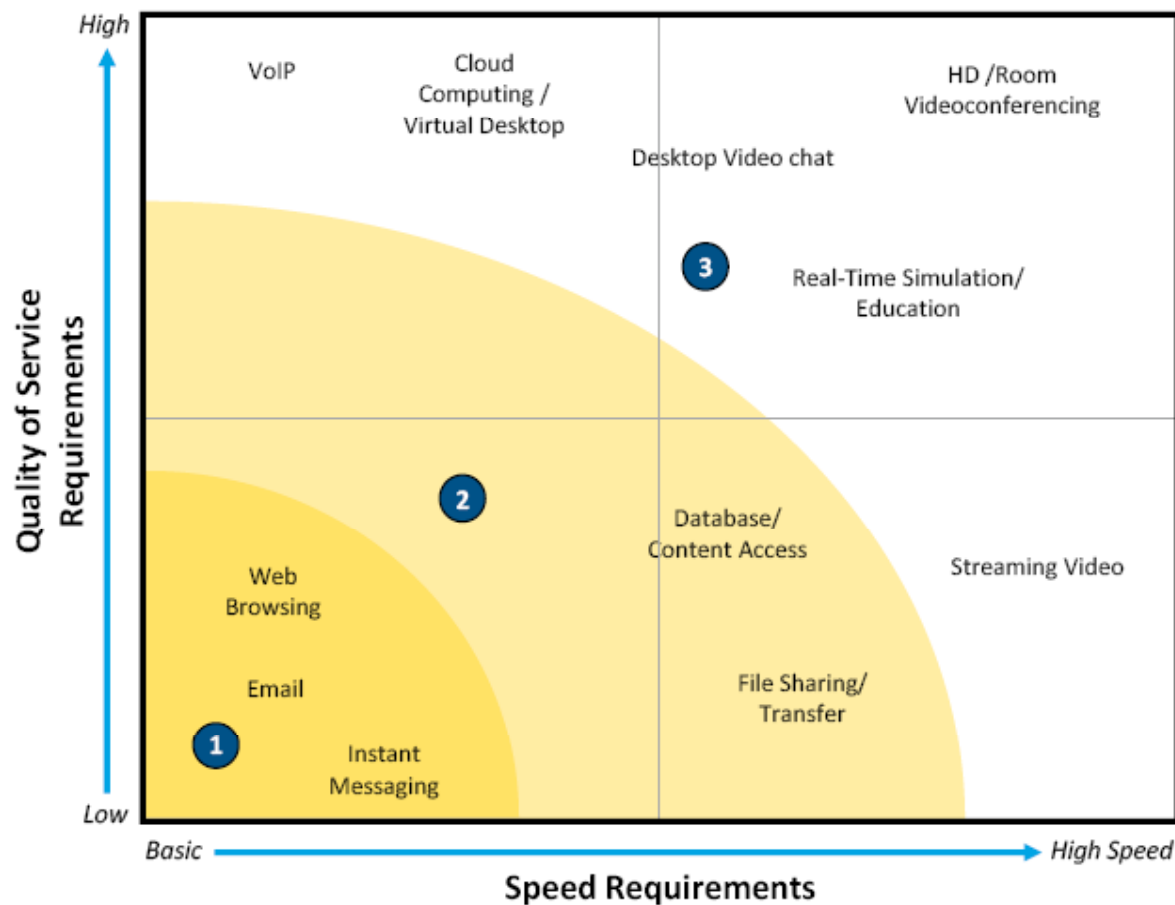 High
VoIP
Cloud
Computing /
Virtual Desktop
HD /Room
Videoconferencing
Desktop Video chat
3
Real-Time Simulation/
Education
Quality of Service
Requirements
2
Database/
Content Access
Streaming Video
Web
Browsing
Email
File Sharing/
Transfer
1
Instant
Messaging
Low
Basic
High Speed
Speed Requirements